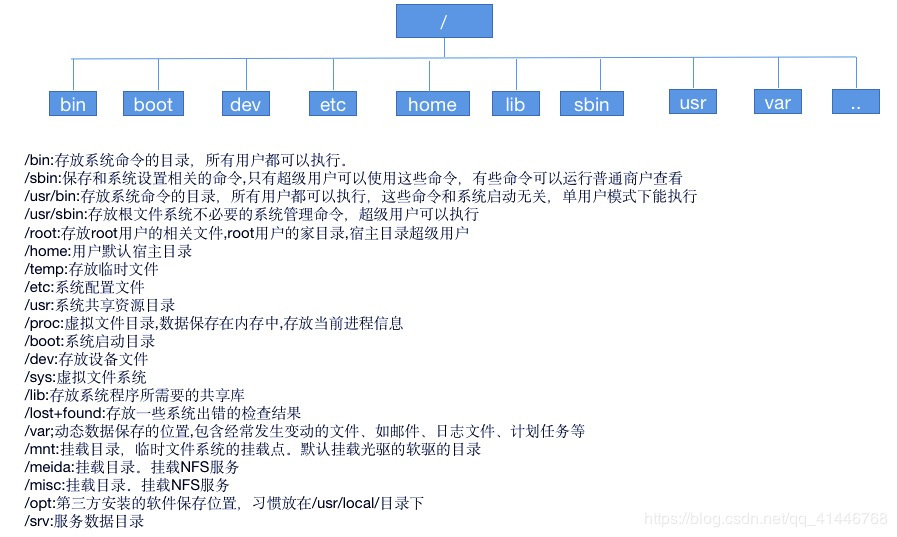 /
bin boot dev etc home lib sbin usr var ..
/bin:存放系统命令的目录，所有用户都可以执行。
/sbin:保存和系统设置相关的命令,只有超级用户可以使用这些命令，有些命令可以运行普通商户查看
/usr/bin:存放系统命令的目录，所有用户都可以执行，这些命令和系统启动无关，单用户模式下能执行
/usr/sbin:存放根文件系统不必要的系统管理命令，超级用户可以执行
/root:存放root用户的相关文件,root用户的家目录,宿主目录超级用户
/home:用户默认宿主目录
/temp:存放临时文件
/etc:系统配置文件
/usr:系统共享资源目录
/proc:虚拟文件目录,数据保存在内存中,存放当前进程信息
/boot:系统启动目录
/dev:存放设备文件
/sys:虚拟文件系统
/lib:存放系统程序所需要的共享库
/lost+found:存放一些系统出错的检查结果
/var;动态数据保存的位置,包含经常发生变动的文件、如邮件、日志文件、计划任务等
/mnt:挂载目录，临时文件系统的挂载点。默认挂载光驱的软驱的目录
/meida:挂载目录。挂载NFS服务
/misc:挂载目录。挂载NFS服务
/opt:第三方安装的软件保存位置，习惯放在/usr/local/目录下
/srv:服务数据目录
https://blog.csdn.net/qq_41446768